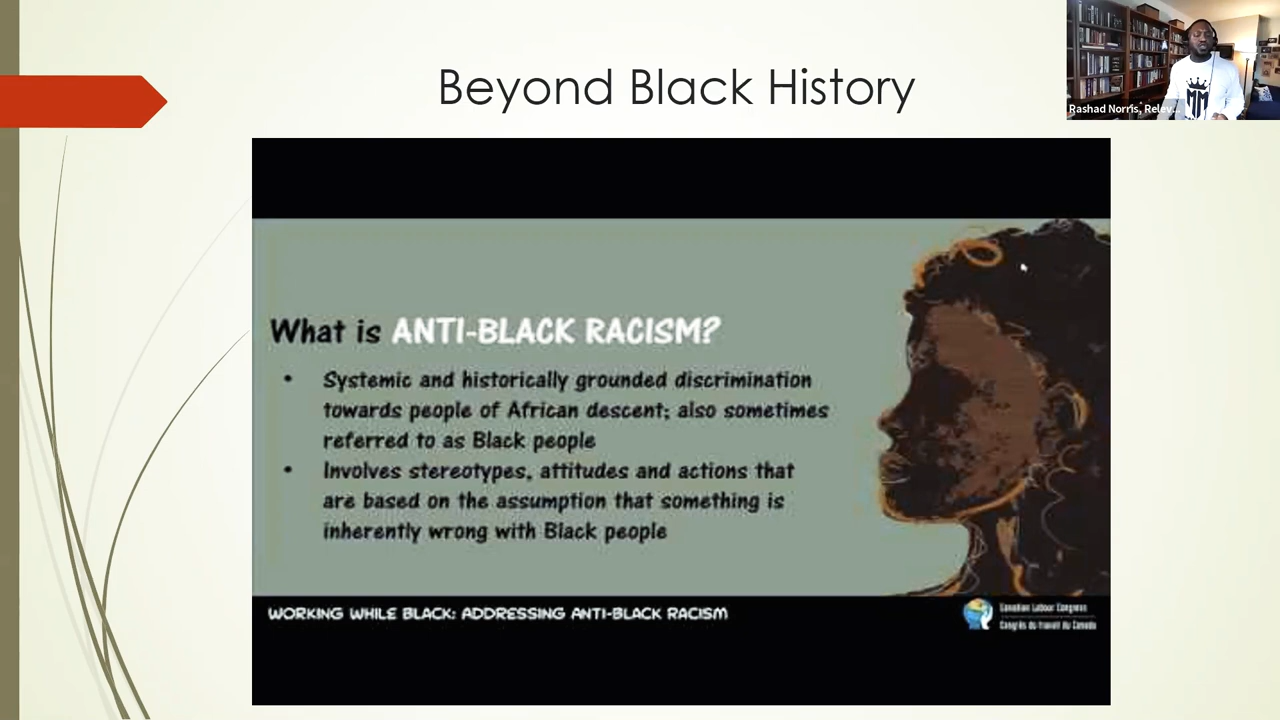 Beyond Black History
Rashad Norris, Relev...
What is ANTI-BLACK RACISM?
• Systemic and historically grounded discrimination
towards people of African descent; also sometimes
referred to as Black people
• Involves stereotypes, attitudes and actions that
are based on the assumption that something is
inherently wrong with Black people
WORKING WHILE BLACK: ADDRESSING ANTI-BLACK RACISM
Canadian Labour Congress
Congrès du travail du Canada